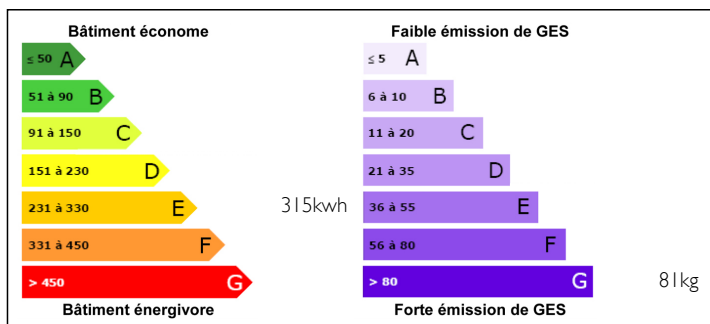 Bâtiment économe
≤ 50 A
51 à 90 B
91 à 150 C
151 à 230 D
231 à 330 E
315kwh
331 à 450 F
> 450 G
Bâtiment énergivore
Faible émission de GES
≤ 5 A
6 à 10 B
11 à 20 C
21 à 35 D
36 à 55 E
56 à 80 F
> 80 G
81kg
Forte émission de GES